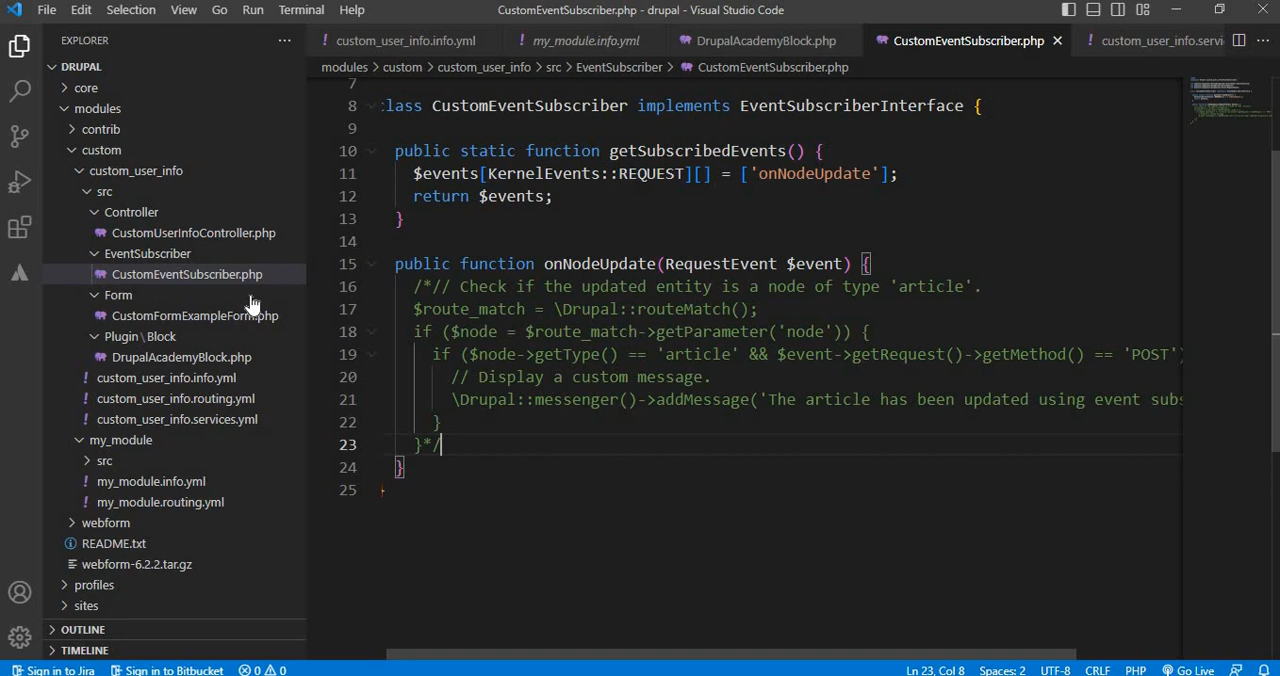 File Edit Selection View Go Run Terminal Help CustomEventSubscriber.php - drupal - Visual Studio Code
EXPLORER
DRUPAL
core
modules
contrib
custom
custom_user_info
src
Controller
CustomUserInfoController.php
EventSubscriber
CustomEventSubscriber.php
Form
CustomFormExampleForm.php
Plugin\Block
DrupalAcademyBlock.php
! custom_user_info.info.yml
! custom_user_info.routing.yml
! custom_user_info.services.yml
my_module
src
! my_module.info.yml
! my_module.routing.yml
webform
README.txt
webform-6.2.2.tar.gz
profiles
sites
OUTLINE
TIMELINE
! custom_user_info.info.yml ! my_module.info.yml DrupalAcademyBlock.php CustomEventSubscriber.php ! custom_user_info.servi
modules > custom > custom_user_info > src > EventSubscriber > CustomEventSubscriber.php
7
8 lass CustomEventSubscriber implements EventSubscriberInterface {
9
10 public static function getSubscribedEvents() {
11 $events[KernelEvents::REQUEST][] = ['onNodeUpdate'];
12 return $events;
13 }
14
15 public function onNodeUpdate(RequestEvent $event) {
16 /*// Check if the updated entity is a node of type 'article'.
17 $route_match = \Drupal::routeMatch();
18 if ($node = $route_match->getParameter('node')) {
19 if ($node->getType() == 'article' && $event->getRequest()->getMethod() == 'POST')
20 // Display a custom message.
21 \Drupal::messenger()->addMessage('The article has been updated using event subs
22 }
23 }*/
24 }
25
Sign in to Jira Sign in to Bitbucket 0 0 Ln 23, Col 8 Spaces: 2 UTF-8 CRLF PHP Go Live